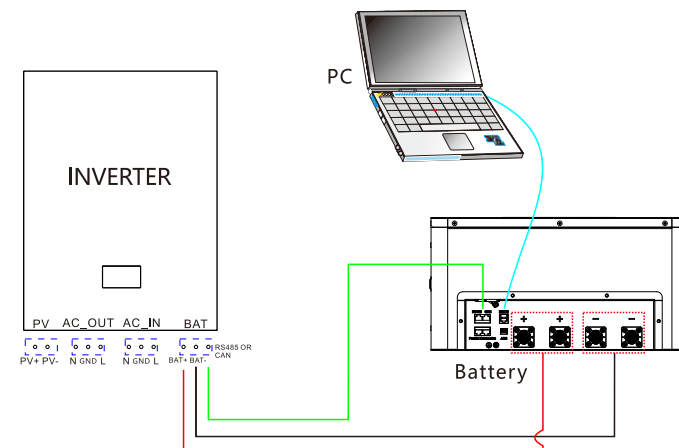 PC
INVERTER
PV AC_OUT AC_IN BAT
RS485 OR
CAN
PV+ PV- N GND L N GND L BAT+ BAT-
+ + − −
Battery